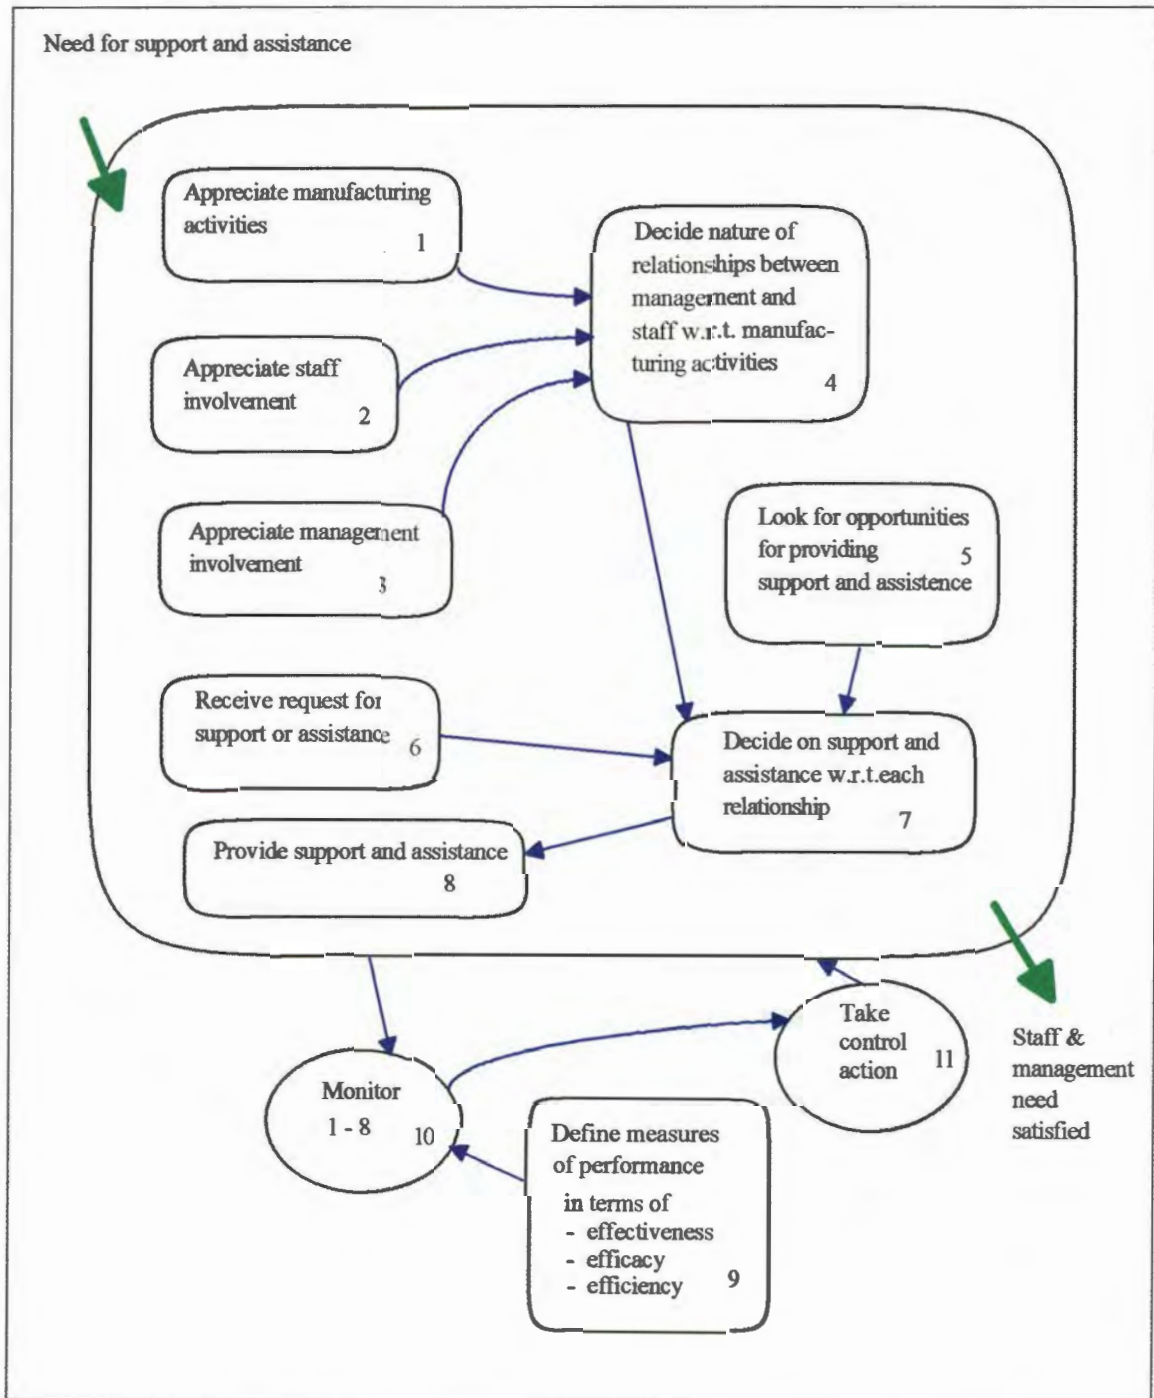 Need for support and assistance
Appreciate manufacturing
activities
1
Decide nature of
relationships between
management and
staff w.r.t. manufac-
turing activities
4
Appreciate staff
involvement
2
Appreciate management
involvement
3
Look for opportunities
for providing
5
support and assistence
Receive request for
support or assistance
6
Decide on support and
assistance w.r.t.each
relationship
7
Provide support and assistance
8
Take
control
action
11
Staff &
management
need
satisfied
Monitor
1 - 8
10
Define measures
of performance
in terms of
- effectiveness
- efficacy
- efficiency
9